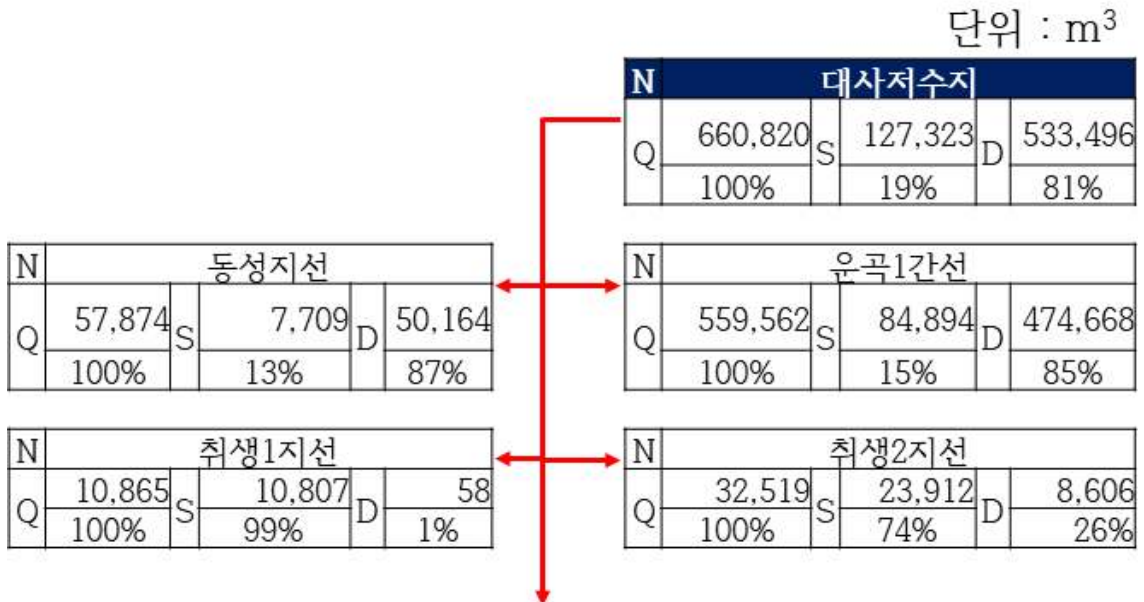 단위 : m³
N 대사저수지
Q 660,820 S 127,323 D 533,496
100% 19% 81%
N 동성지선
Q 57,874 S 7,709 D 50,164
100% 13% 87%
N 운곡1간선
Q 559,562 S 84,894 D 474,668
100% 15% 85%
N 취생1지선
Q 10,865 S 10,807 D 58
100% 99% 1%
N 취생2지선
Q 32,519 S 23,912 D 8,606
100% 74% 26%